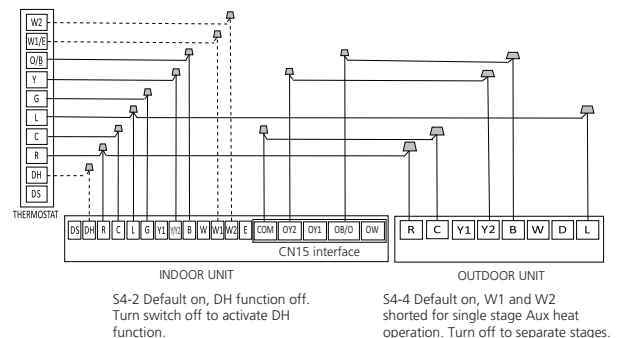 W2
W1/E
O/B
Y
G
L
C
R
DH
DS
THERMOSTAT
DS DH R C L G Y1 Y/Y2 B W W1 W2 E COM OY2 OY1 OB/O OW
CN15 interface
R C Y1 Y2 B W D L
INDOOR UNIT
OUTDOOR UNIT
S4-2 Default on, DH function off.
Turn switch off to activate DH
function.
S4-4 Default on, W1 and W2
shorted for single stage Aux heat
operation. Turn off to separate stages.